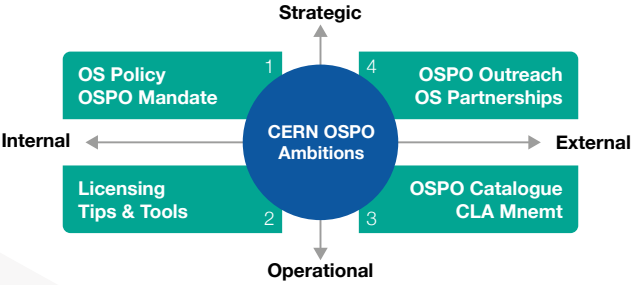 Strategic
1
OS Policy
OSPO Mandate
4
OSPO Outreach
OS Partnerships
Internal
CERN OSPO
Ambitions
External
Licensing
Tips & Tools
2
OSPO Catalogue
CLA Mnemt
3
Operational